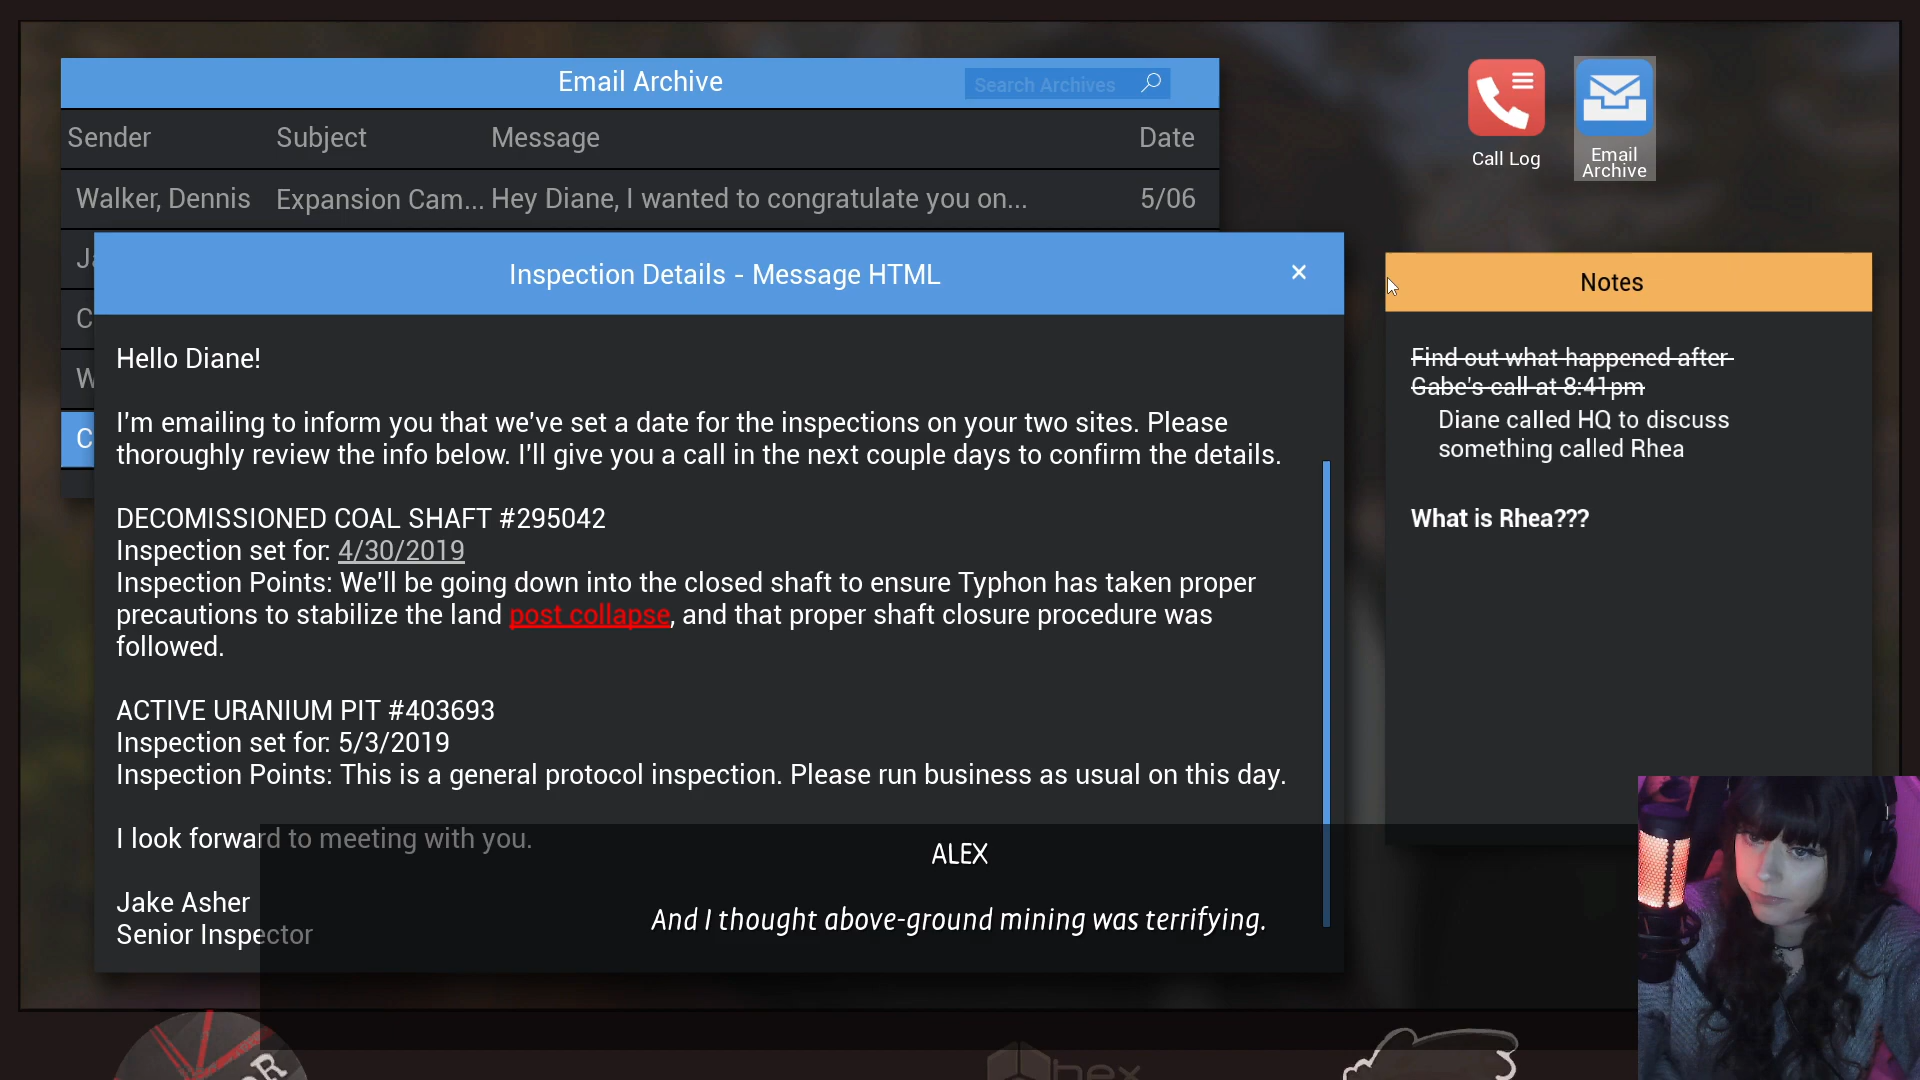 Email Archive
Search Archives
Sender Subject Message Date
Walker, Dennis Expansion Cam... Hey Diane, I wanted to congratulate you on... 5/06
Inspection Details - Message HTML
Hello Diane!
I'm emailing to inform you that we've set a date for the inspections on your two sites. Please
thoroughly review the info below. I'll give you a call in the next couple days to confirm the details.
DECOMISSIONED COAL SHAFT #295042
Inspection set for: 4/30/2019
Inspection Points: We'll be going down into the closed shaft to ensure Typhon has taken proper
precautions to stabilize the land post collapse, and that proper shaft closure procedure was
followed.
ACTIVE URANIUM PIT #403693
Inspection set for: 5/3/2019
Inspection Points: This is a general protocol inspection. Please run business as usual on this day.
I look forward to meeting with you.
Jake Asher
Senior Inspector
Call Log
Email
Archive
Notes
Find out what happened after
Gabe's call at 8:41pm
Diane called HQ to discuss
something called Rhea
What is Rhea???
ALEX
And I thought above-ground mining was terrifying.
hex